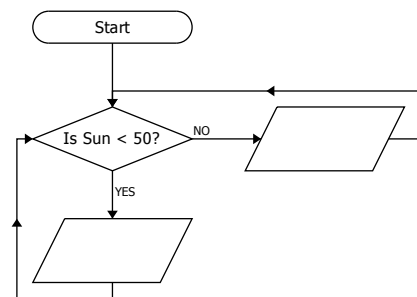 Start
Is Sun < 50?
NO
YES